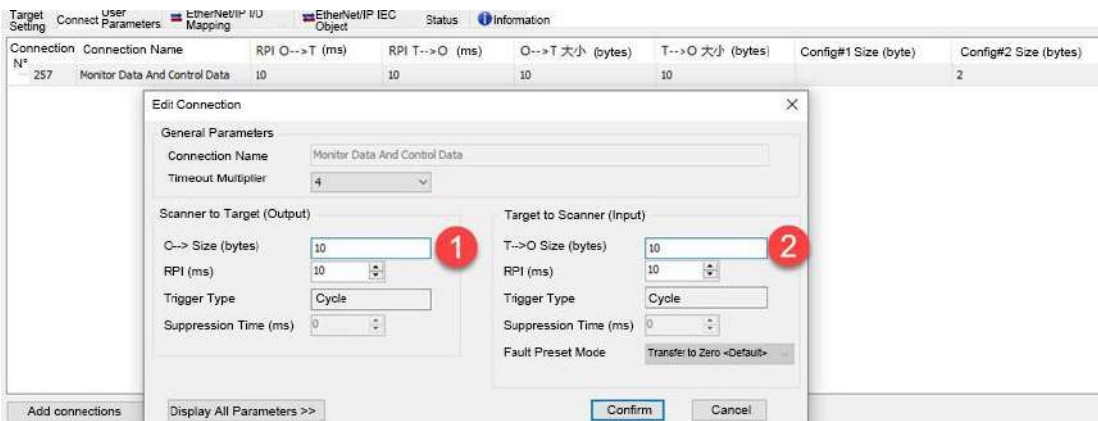 Target Setting Connect User Parameters EtherNet/IP I/O Mapping EtherNet/IP IEC Object Status Information
Connection N° Connection Name RPI O-->T (ms) RPI T-->O (ms) O-->T 大小 (bytes) T-->O 大小 (bytes) Config#1 Size (byte) Config#2 Size (bytes)
257 Monitor Data And Control Data 10 10 10 10 2
Edit Connection
General Parameters
Connection Name Monitor Data And Control Data
Timeout Multiplier 4
Scanner to Target (Output) Target to Scanner (Input)
O--> Size (bytes) 10 1 T-->O Size (bytes) 10 2
RPI (ms) 10 RPI (ms) 10
Trigger Type Cycle Trigger Type Cycle
Suppression Time (ms) 0 Suppression Time (ms) 0
Fault Preset Mode Transfer to Zero <Default>
Add connections Display All Parameters >> Confirm Cancel